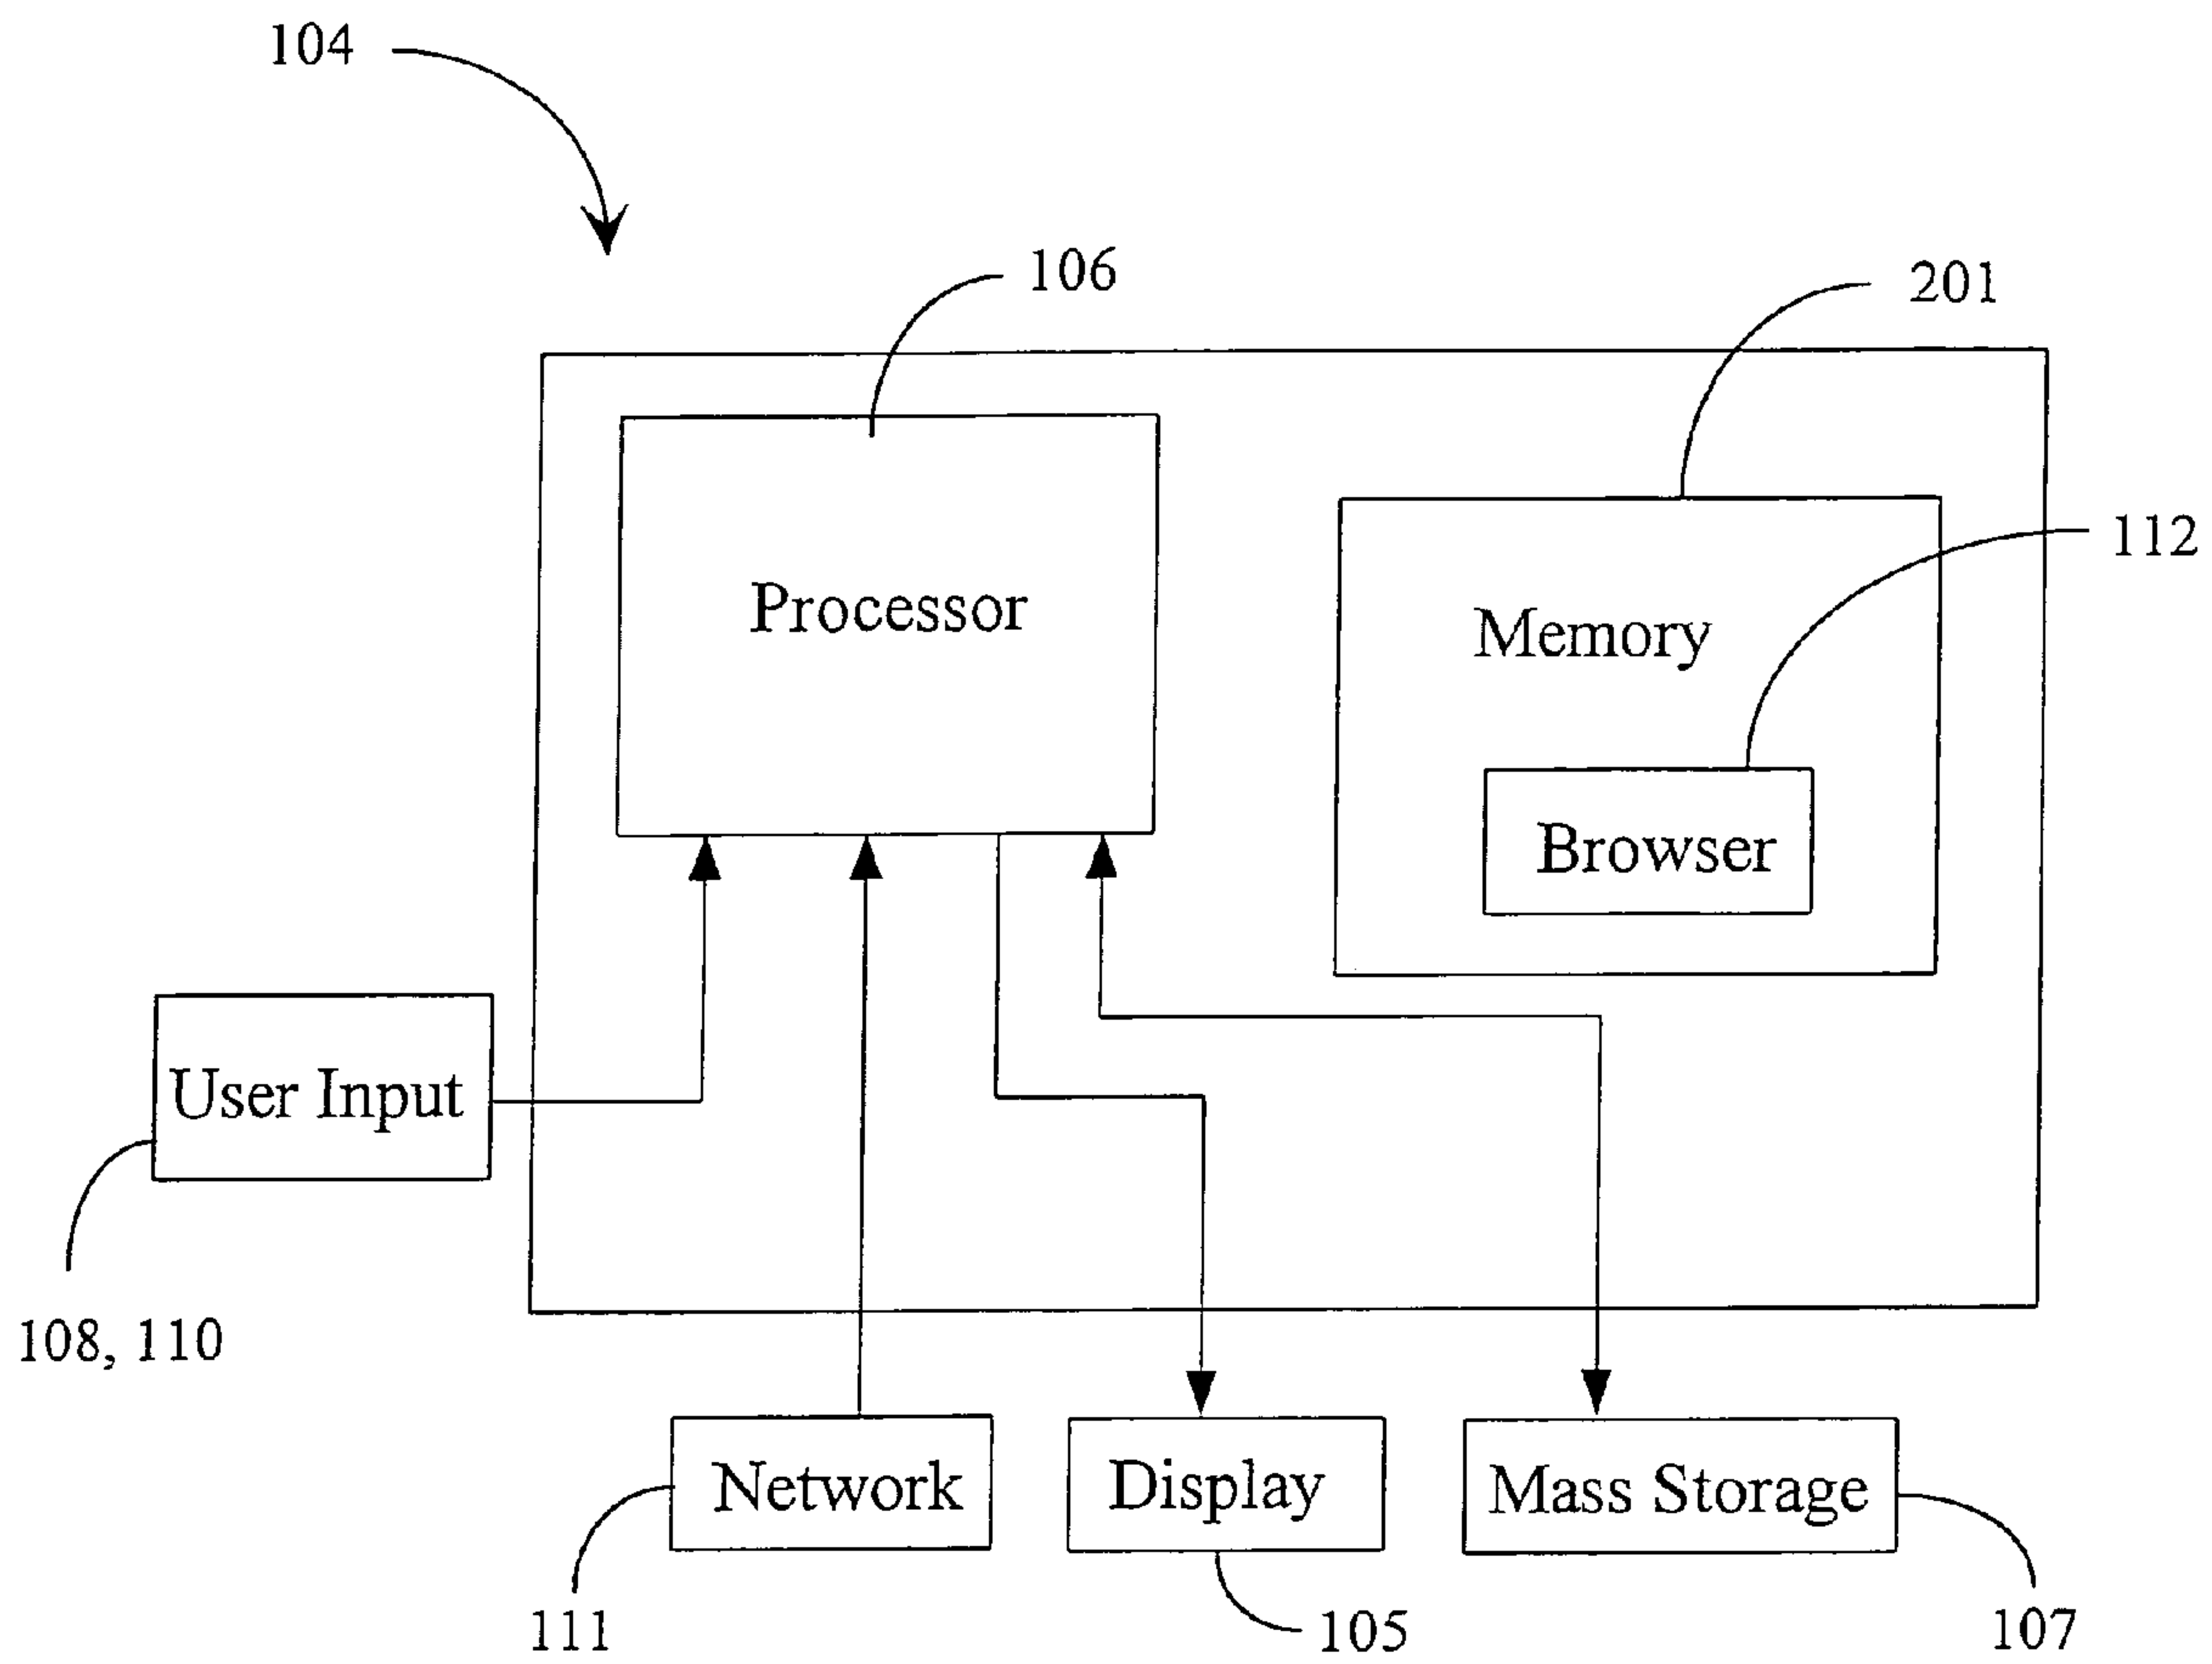 104
106
201
112
Processor
Memory
Browser
User Input
108, 110
Network
Display
Mass Storage
111
105
107